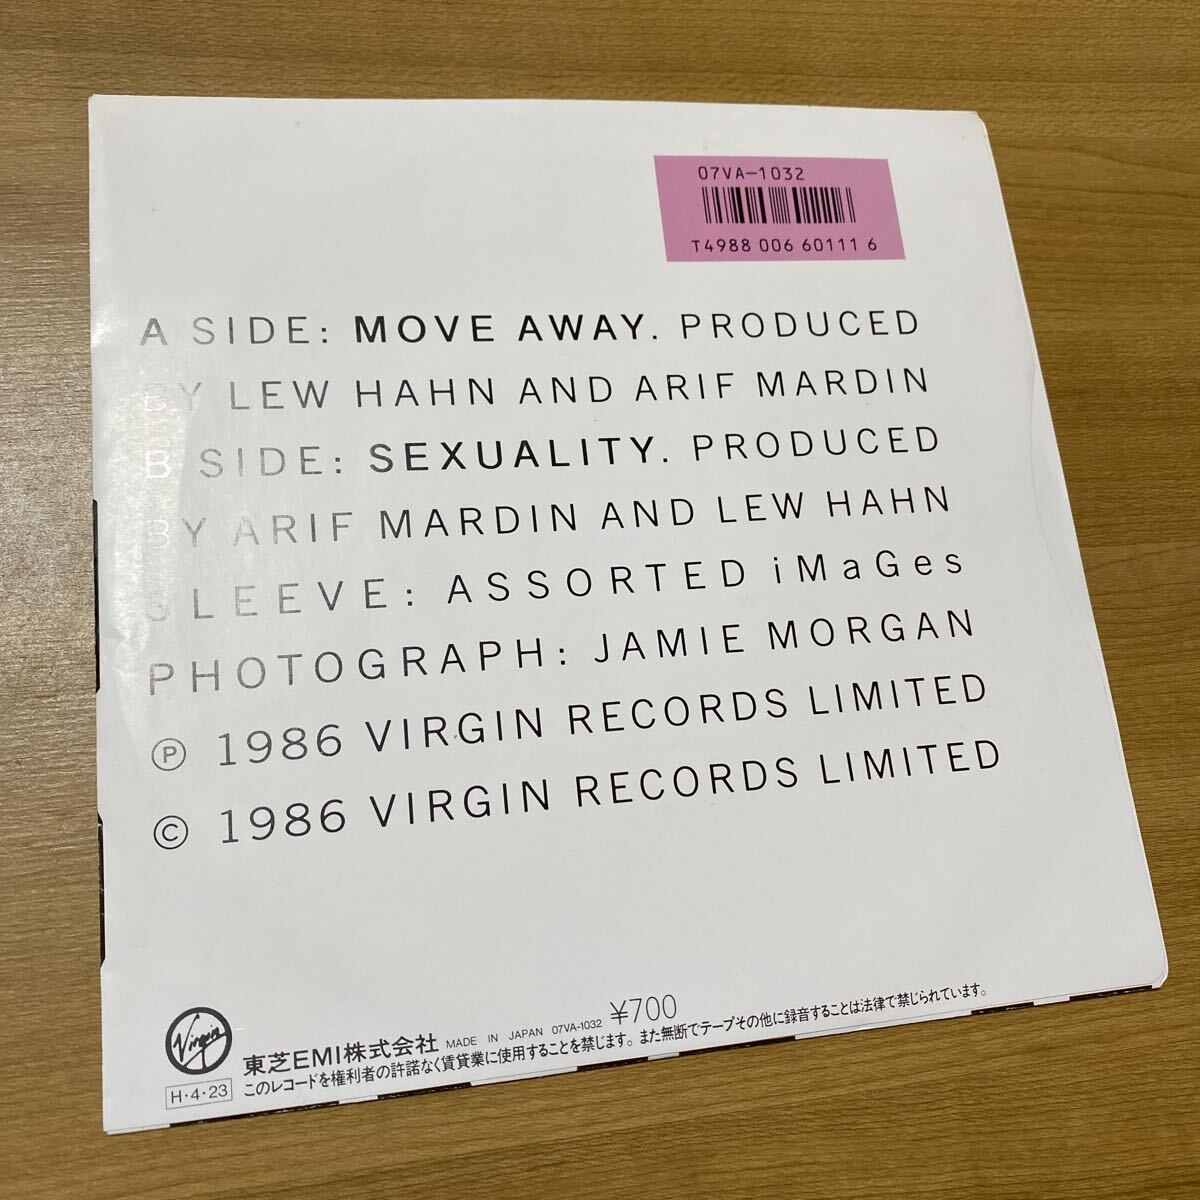 07VA-1032
T4988 006 60111 6
A SIDE: MOVE AWAY. PRODUCED
BY LEW HAHN AND ARIF MARDIN
B SIDE: SEXUALITY. PRODUCED
BY ARIF MARDIN AND LEW HAHN
SLEEVE: ASSORTED iMaGes
PHOTOGRAPH: JAMIE MORGAN
Ⓟ 1986 VIRGIN RECORDS LIMITED
© 1986 VIRGIN RECORDS LIMITED
Virgin
東芝EMI株式会社 MADE IN JAPAN 07VA-1032 ¥700
H・4・23 このレコードを権利者の許諾なく賃貸業に使用することを禁じます。また無断でテープその他に録音することは法律で禁じられています。